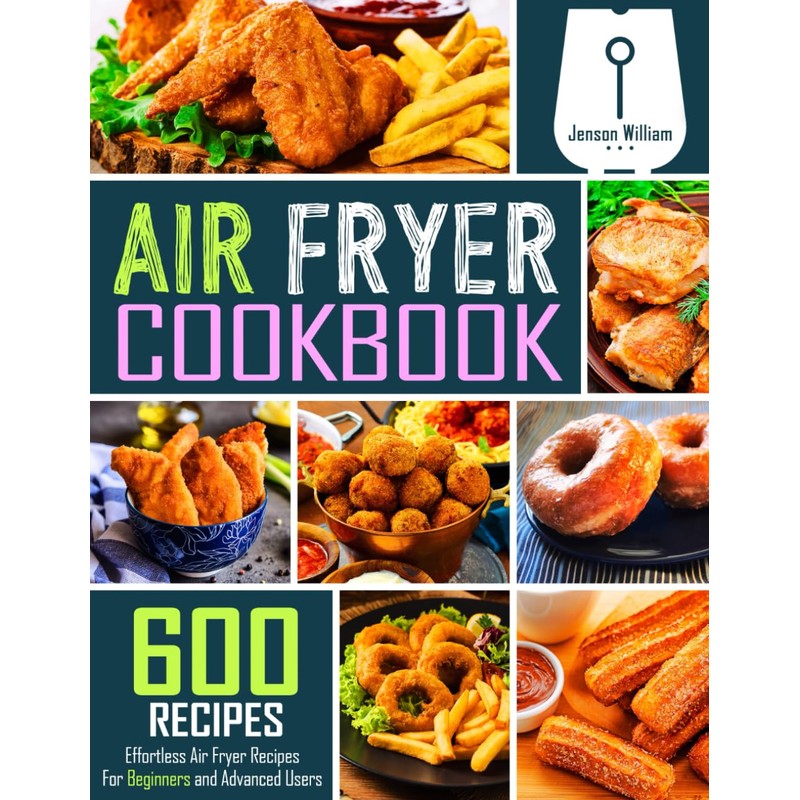 Jenson William
AIR FRYER
COOKBOOK
600
RECIPES
Effortless Air Fryer Recipes
For Beginners and Advanced Users